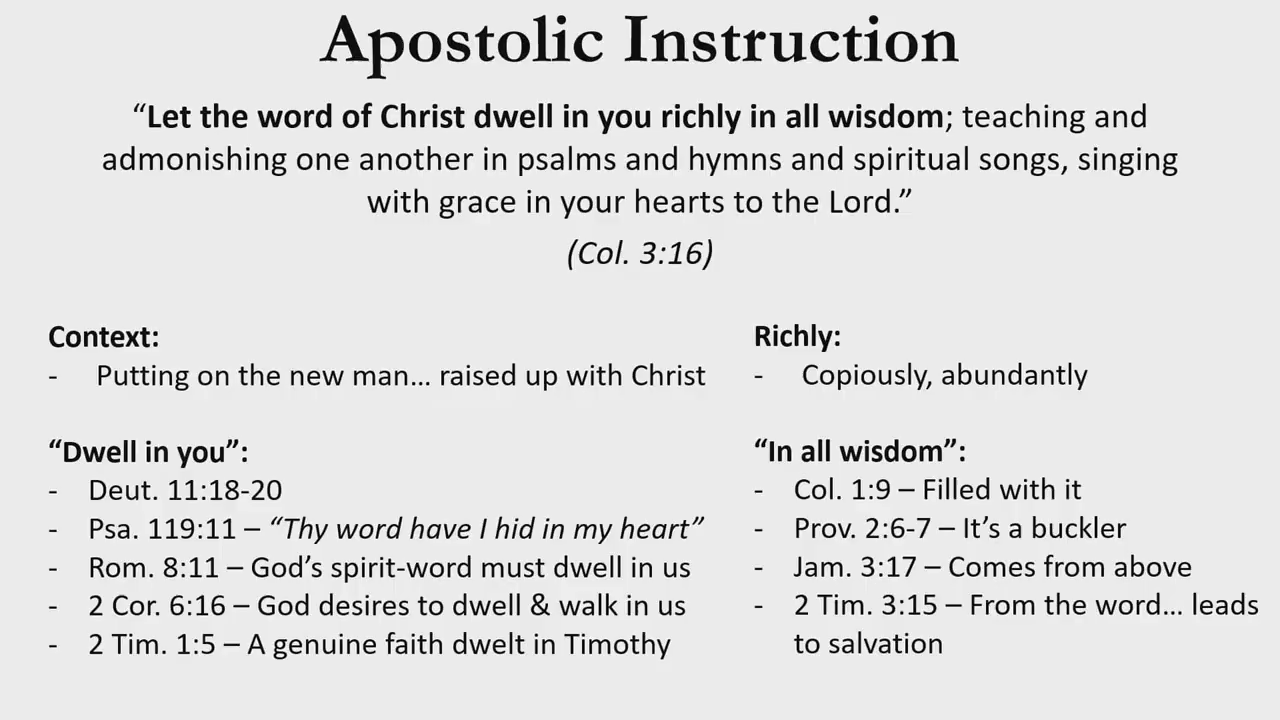 Apostolic Instruction
“Let the word of Christ dwell in you richly in all wisdom; teaching and
admonishing one another in psalms and hymns and spiritual songs, singing
with grace in your hearts to the Lord.”
(Col. 3:16)
Context:
- Putting on the new man... raised up with Christ
“Dwell in you”:
- Deut. 11:18-20
- Psa. 119:11 – “Thy word have I hid in my heart”
- Rom. 8:11 – God’s spirit-word must dwell in us
- 2 Cor. 6:16 – God desires to dwell & walk in us
- 2 Tim. 1:5 – A genuine faith dwelt in Timothy
Richly:
- Copiously, abundantly
“In all wisdom”:
- Col. 1:9 – Filled with it
- Prov. 2:6-7 – It’s a buckler
- Jam. 3:17 – Comes from above
- 2 Tim. 3:15 – From the word... leads
to salvation